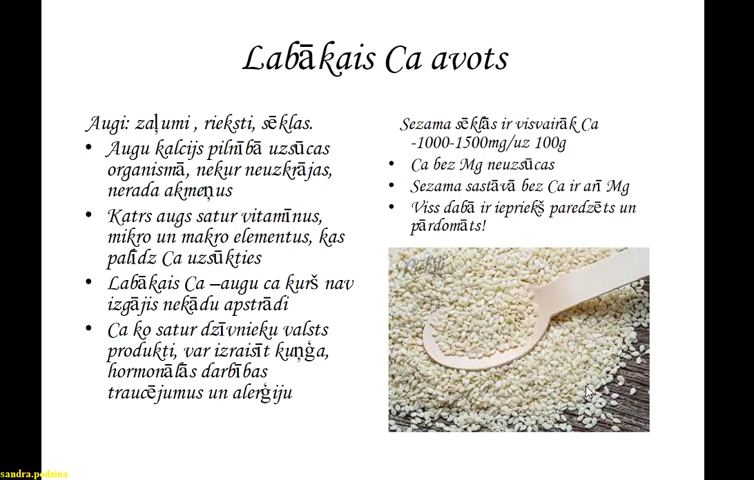 Labākais Ca avots
Augi: zaļumi , rieksti, sēklas.
• Augu kalcijs pilnībā uzsūcas
organismā, nekur neuzkrājas,
nerada akmeņus
• Katrs augs satur vitamīnus,
mikro un makro elementus, kas
palīdz Ca uzsūkties
• Labākais Ca –augu ca kurš nav
izgājis nekādu apstrādi
• Ca ko satur dzīvnieku valsts
produkti, var izraisīt kuņģa,
hormonālās darbības
traucējumus un alerģiju
Sezama sēklās ir visvairāk Ca
-1000-1500mg/uz 100g
• Ca bez Mg neuzsūcas
• Sezama sastāvā bez Ca ir arī Mg
• Viss dabā ir iepriekš paredzēts un
pārdomāts!
sandra.podzina